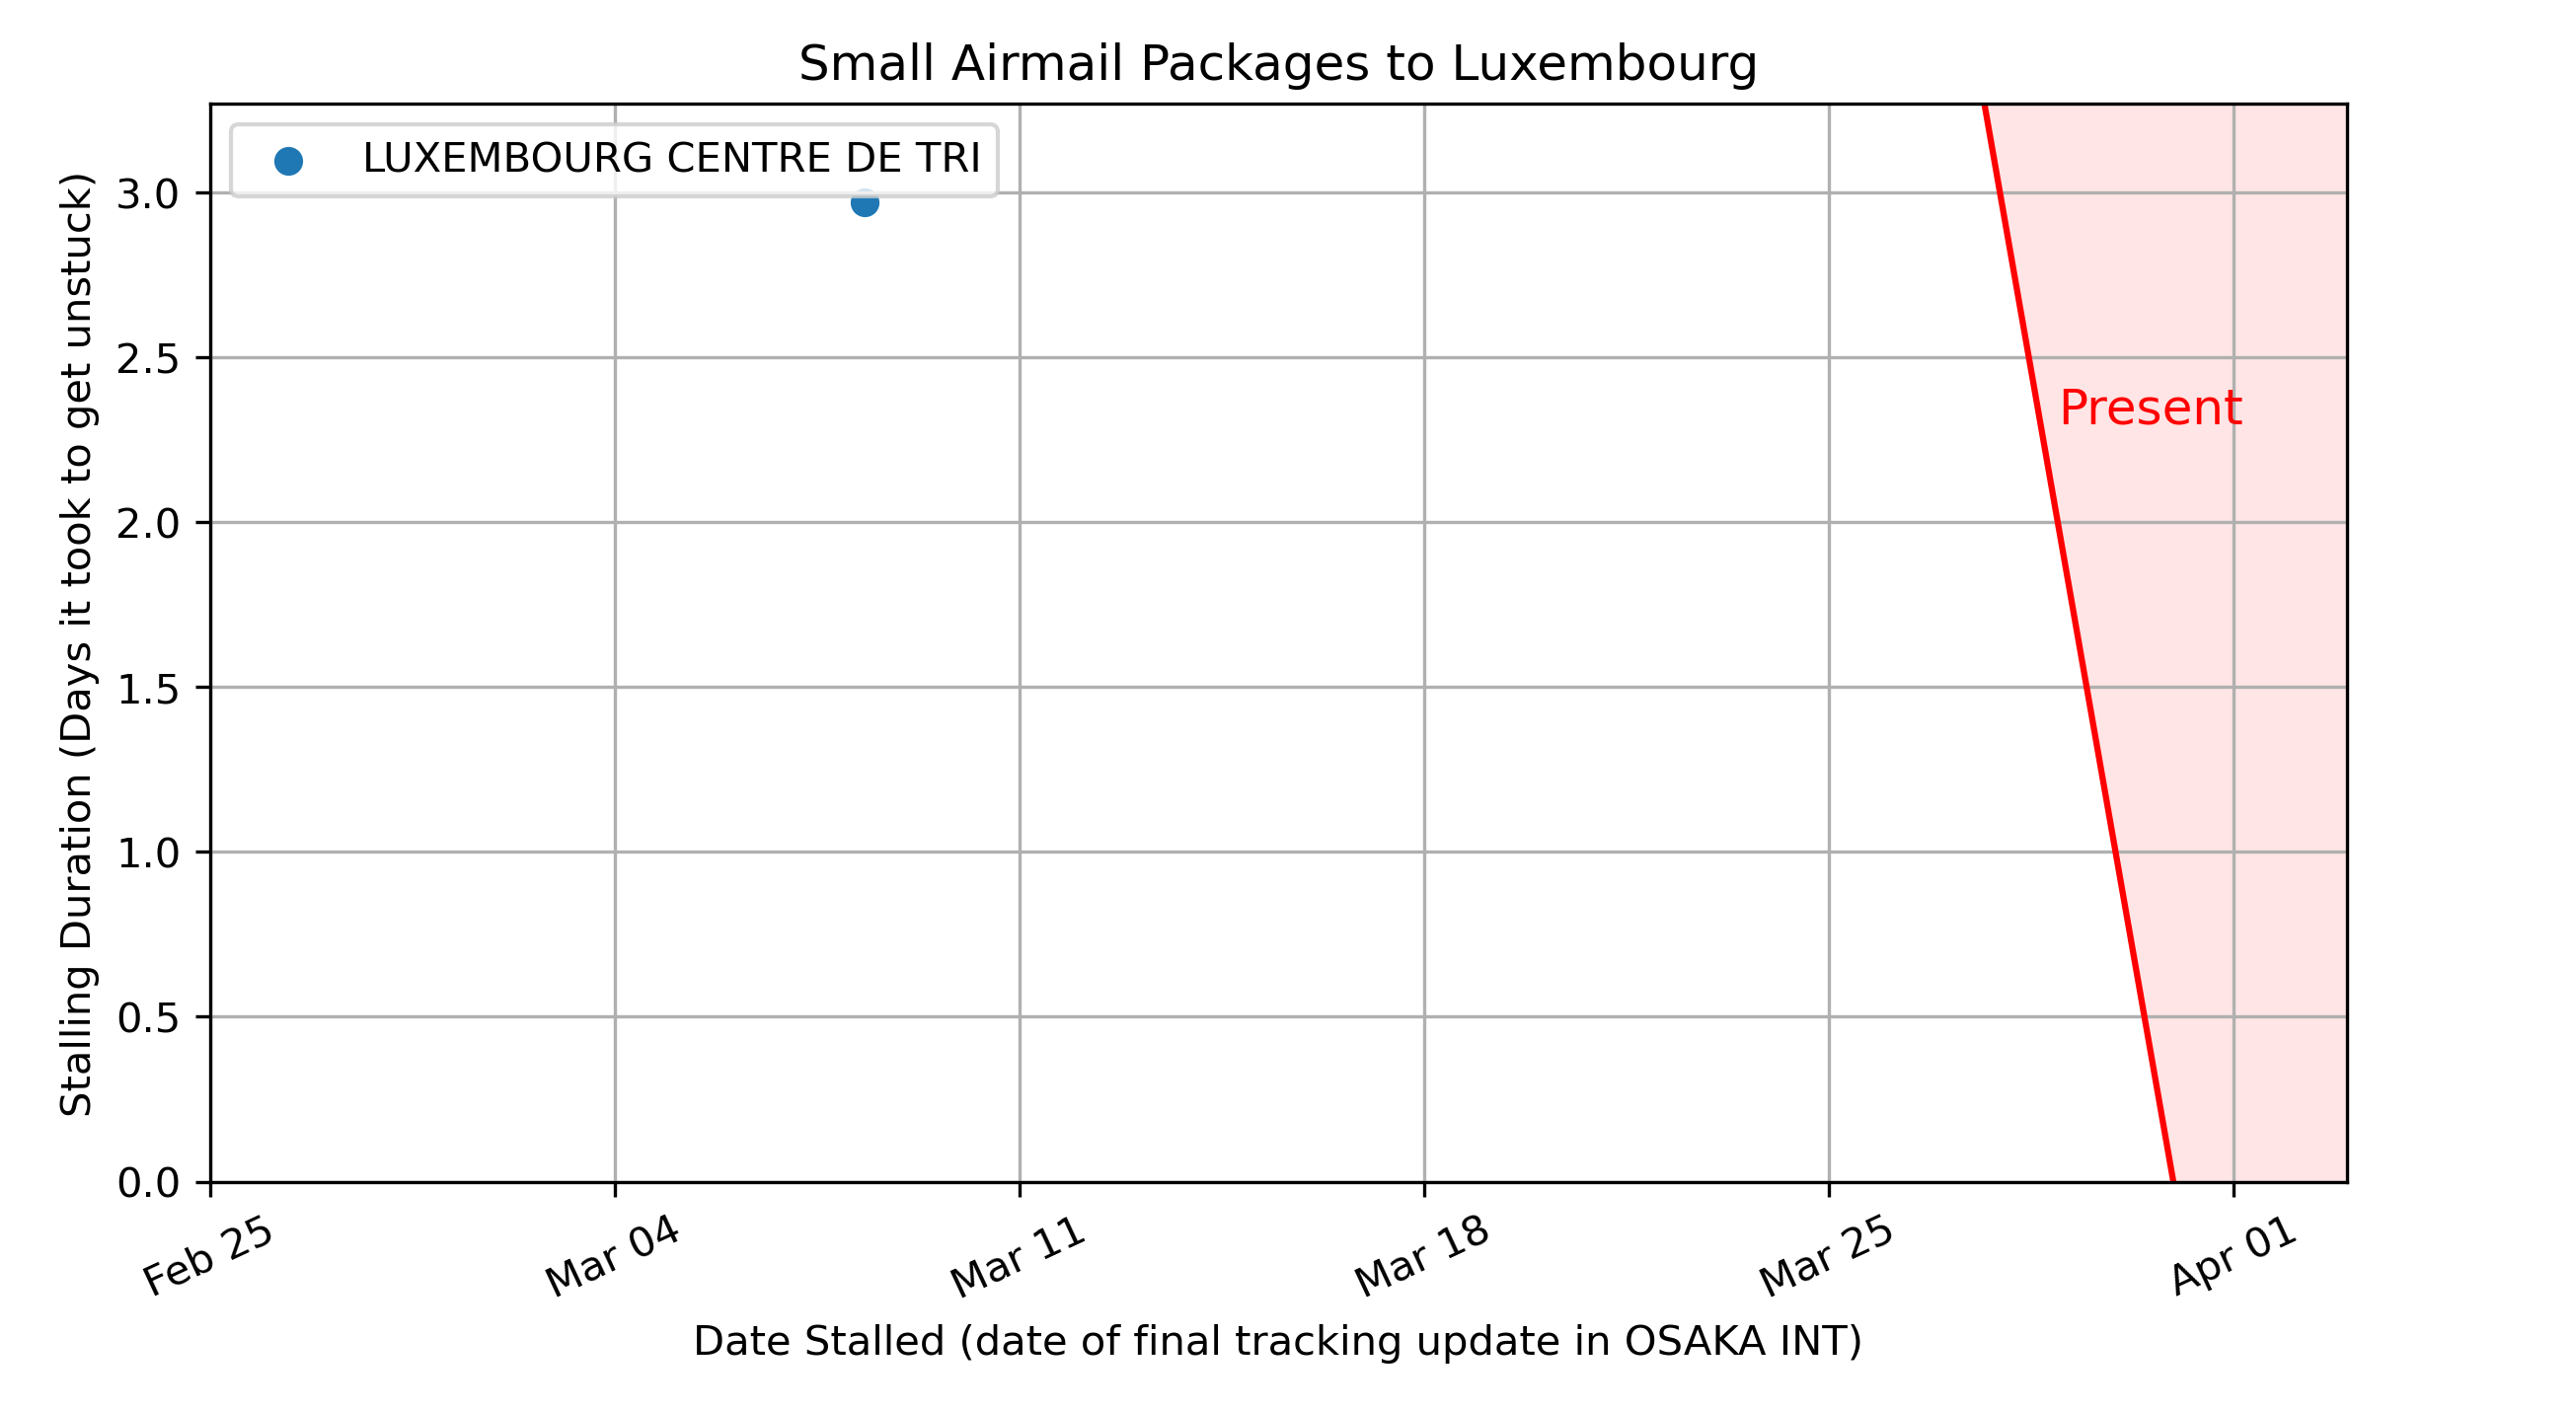 Small Airmail Packages to Luxembourg
LUXEMBOURG CENTRE DE TRI
Stalling Duration (Days it took to get unstuck)
3.0
2.5
2.0
1.5
1.0
0.5
0.0
Present
Feb 25
Mar 04
Mar 11
Mar 18
Mar 25
Apr 01
Date Stalled (date of final tracking update in OSAKA INT)